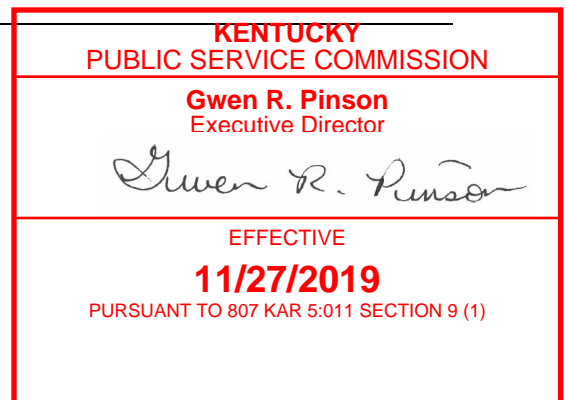 KENTUCKY
PUBLIC SERVICE COMMISSION
Gwen R. Pinson
Executive Director
Gwen R. Pinson
EFFECTIVE
11/27/2019
PURSUANT TO 807 KAR 5:011 SECTION 9 (1)